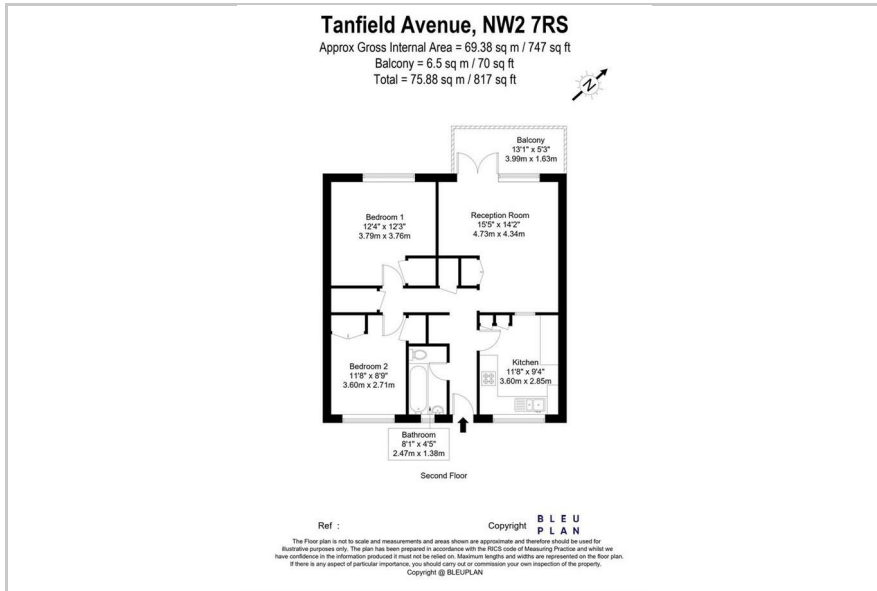 Tanfield Avenue, NW2 7RS
Approx Gross Internal Area = 69.38 sq m / 747 sq ft
Balcony = 6.5 sq m / 70 sq ft
Total = 75.88 sq m / 817 sq ft
N
Balcony
13'1" x 5'3"
3.99m x 1.63m
Bedroom 1
12'4" x 12'3"
3.79m x 3.76m
Reception Room
15'5" x 14'2"
4.73m x 4.34m
Bedroom 2
11'8" x 8'9"
3.60m x 2.71m
Kitchen
11'8" x 9'4"
3.60m x 2.85m
Bathroom
8'1" x 4'5"
2.47m x 1.38m
Second Floor
Ref :
Copyright
BLEU
PLAN
The Floor plan is not to scale and measurements and areas shown are approximate and therefore should be used for
illustrative purposes only. The plan has been prepared in accordance with the RICS code of Measuring Practice and whilst we
have confidence in the information produced it must not be relied on. Maximum lengths and widths are represented on the floor plan.
If there is any aspect of particular importance, you should carry out or commission your own inspection of the property.
Copyright @ BLEUPLAN